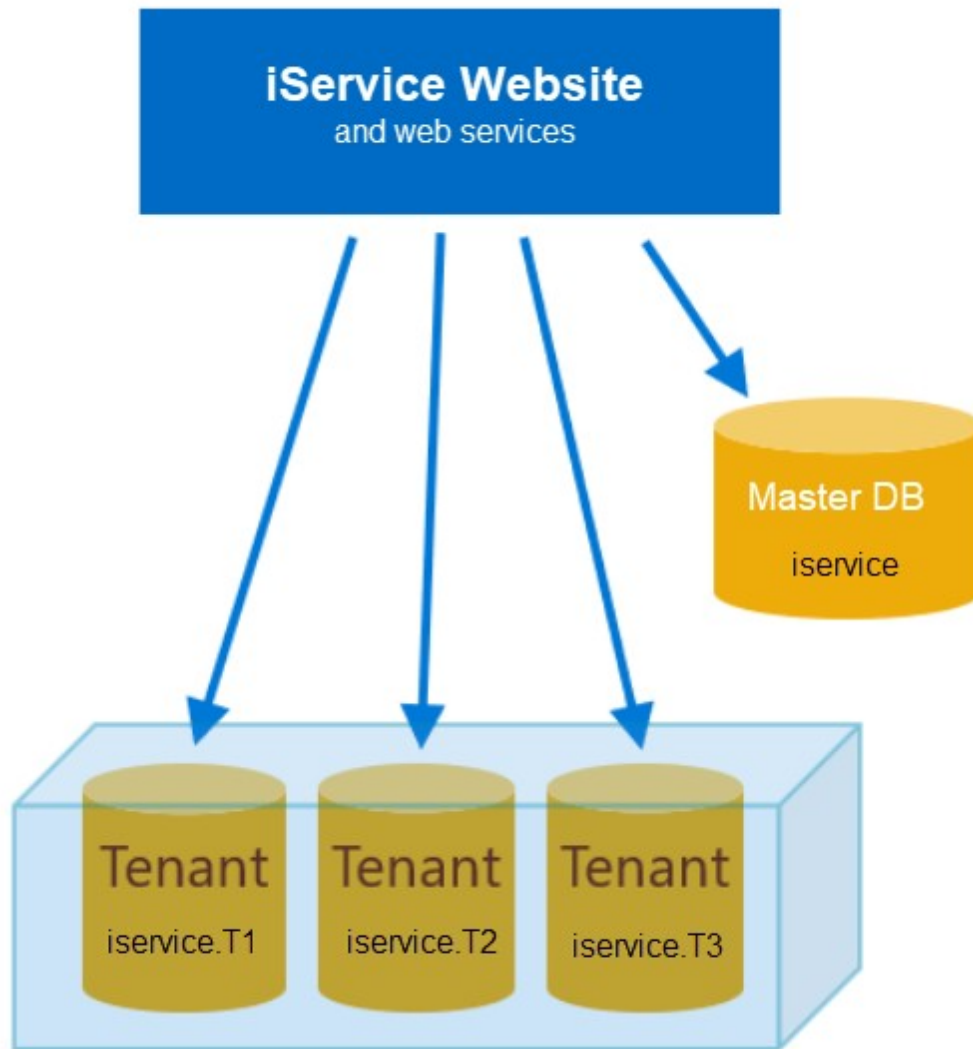 iService Website
and web services
Master DB
iservice
Tenant
iservice.T1
Tenant
iservice.T2
Tenant
iservice.T3